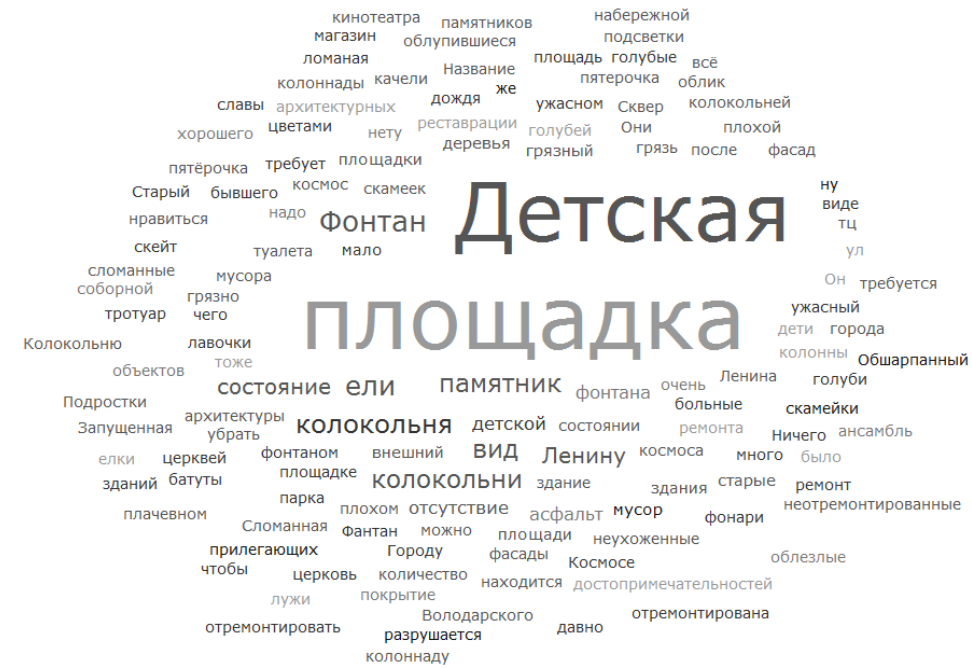 кинотеатра памятников набережной
магазин облупившиеся подсветки
ломаная площадь голубые всё
колоннады качели Название пятерочка облик
славы архитектурных дождя же ужасном Сквер колокольней
хорошего цветами нету реставрации голубей Они плохой
деревья грязный грязь после фасад
пятёрочка требует площадки
Старый бывшего космос скамеек ну
нравиться надо Фонтан Детская виде
скейт туалета мало тц
ул
сломанные мусора Он требуется
соборной грязно
тротуар чего площадка ужасный
Колокольню лавочки дети города
объектов тоже колонны Обшарпанный
состояние ели памятник фонтана очень Ленина голуби
Подростки больные скамейки
Запущенная архитектуры колокольня детской состоянии ремонта Ничего ансамбль
убрать
елки церквей фонтаном внешний вид Ленину космоса много было
зданий батуты площадке колокольни здание здания старые ремонт
плачевном парка плохом отсутствие асфальт мусор фонари неотремонтированные
Сломанная Фантан можно площади неухоженные
прилегающих Городу фасады Космосе облезлые
чтобы церковь количество находится достопримечательностей
лужи покрытие
отремонтировать Володарского давно отремонтирована
разрушается
колоннаду